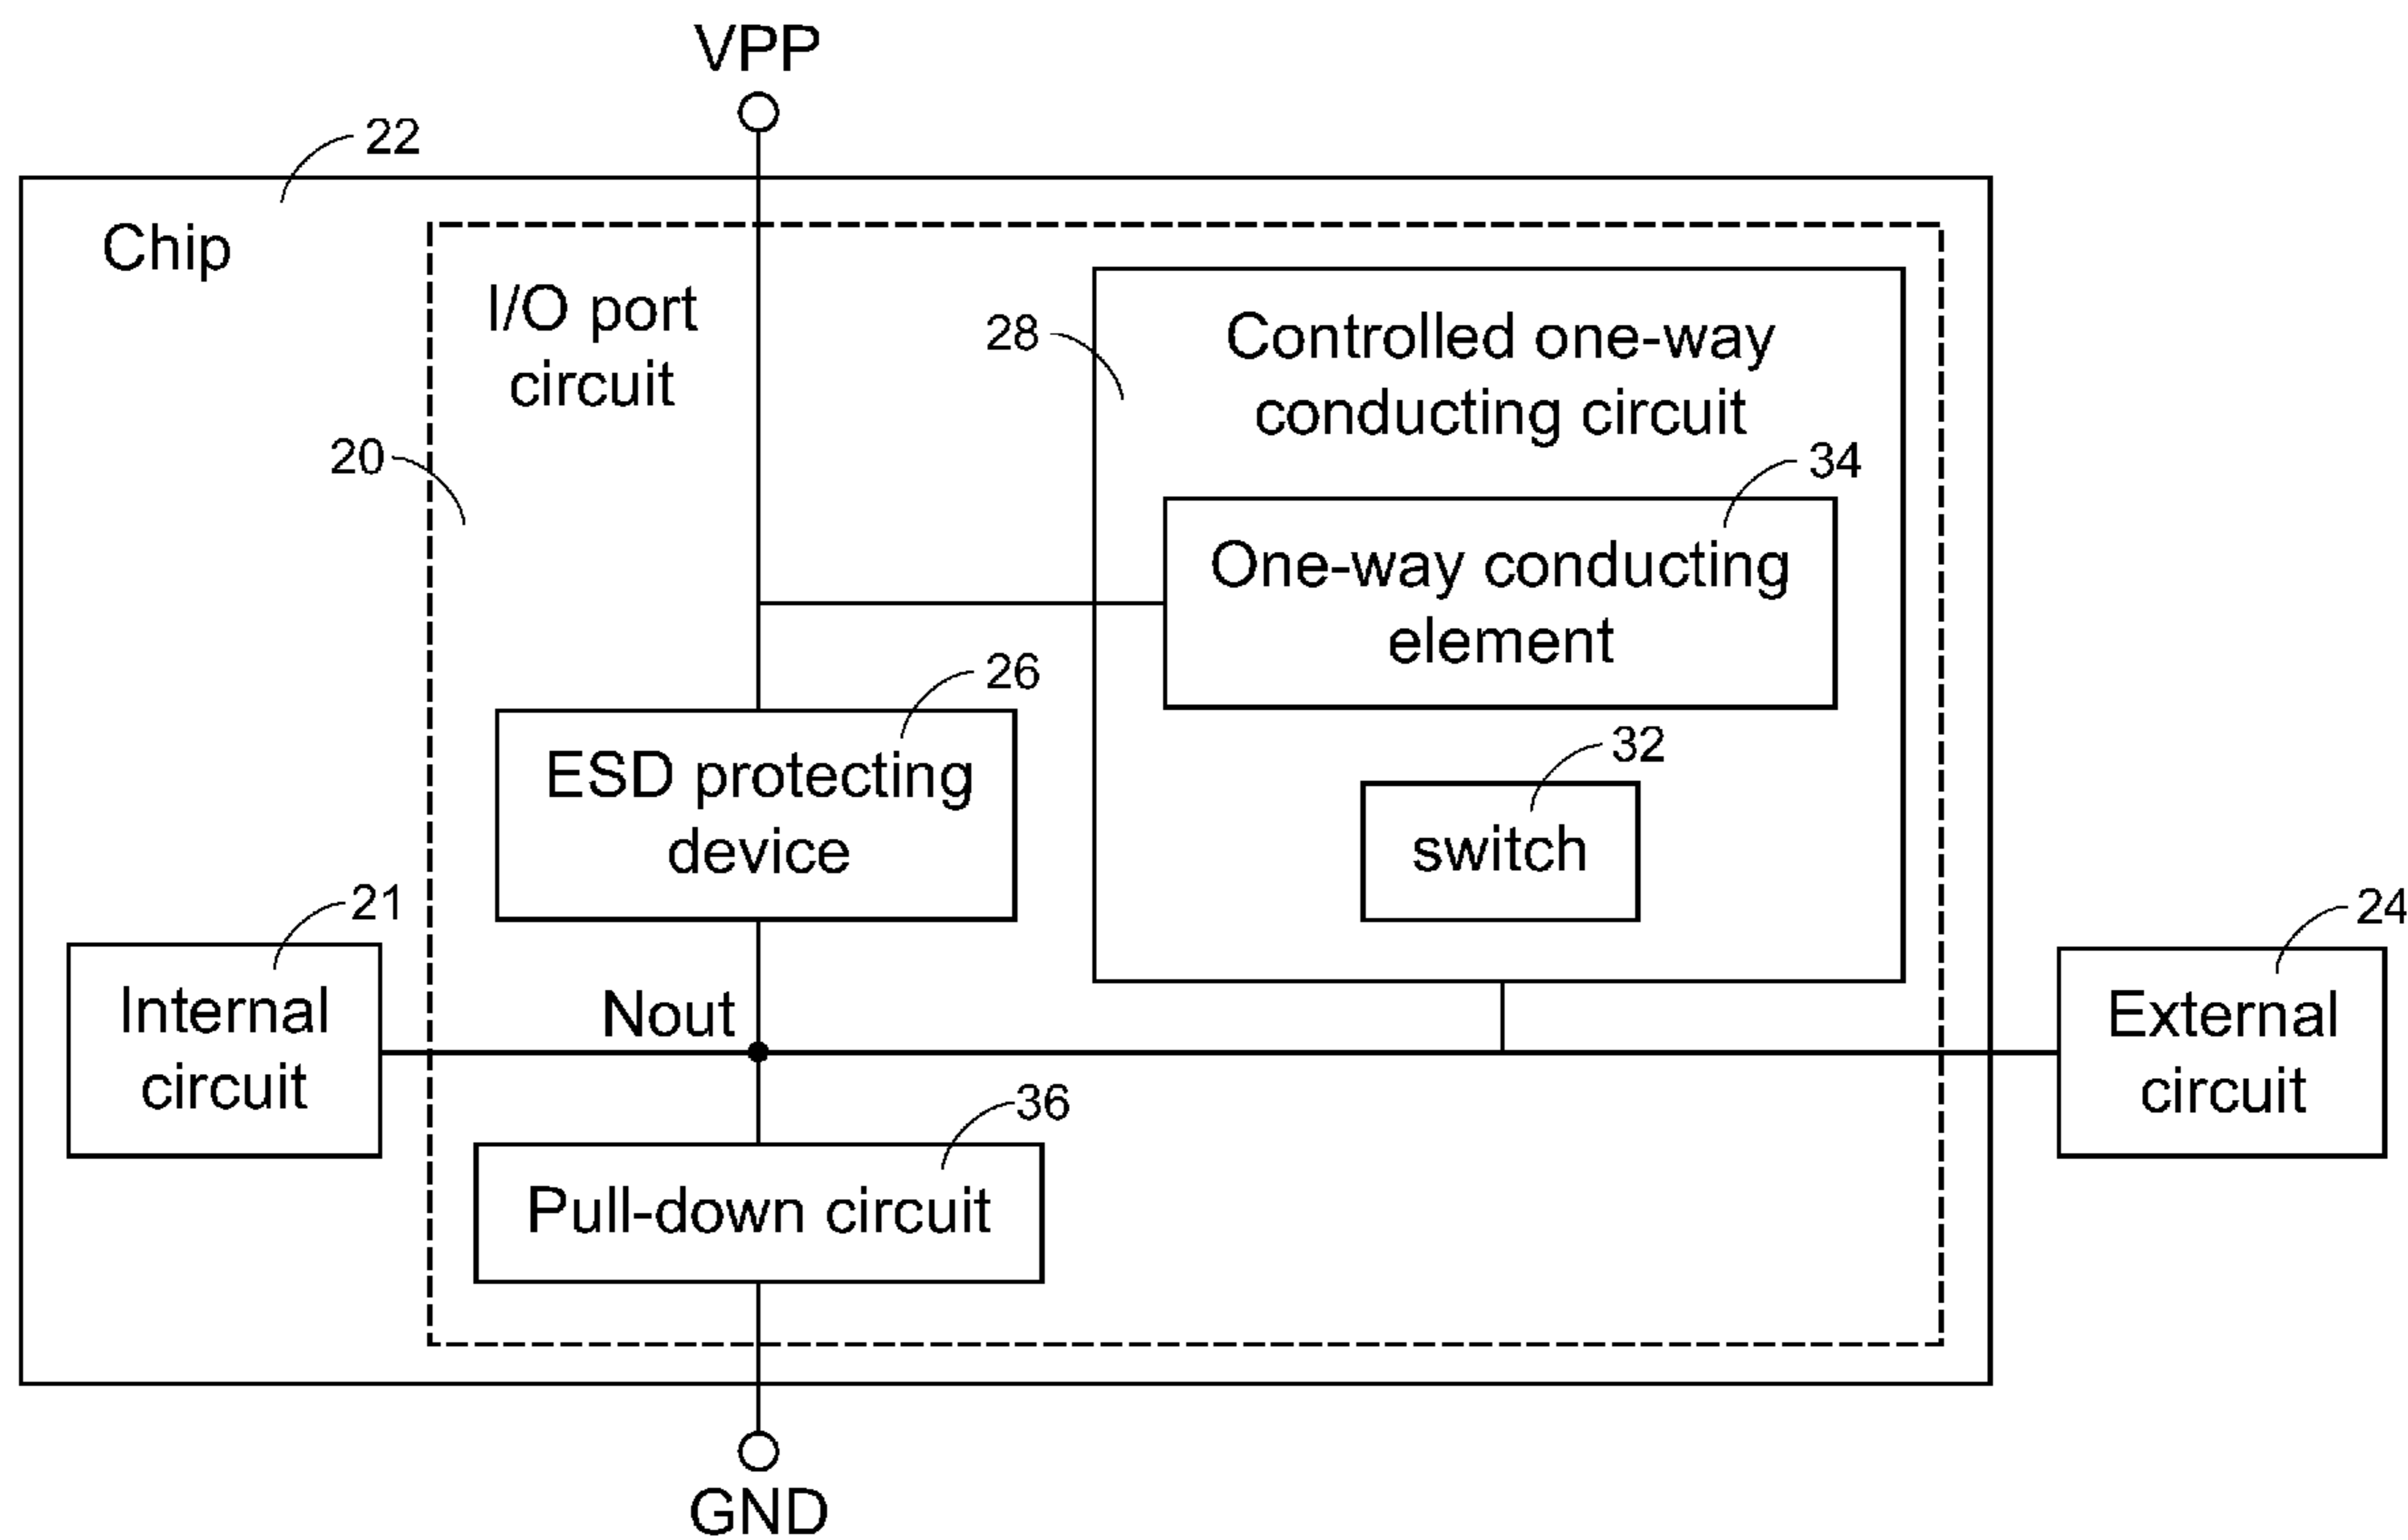 VPP
22
Chip
I/O port
circuit
20
28
Controlled one-way
conducting circuit
34
One-way conducting
element
26
ESD protecting
device
32
switch
21
Internal
circuit
Nout
24
External
circuit
36
Pull-down circuit
GND